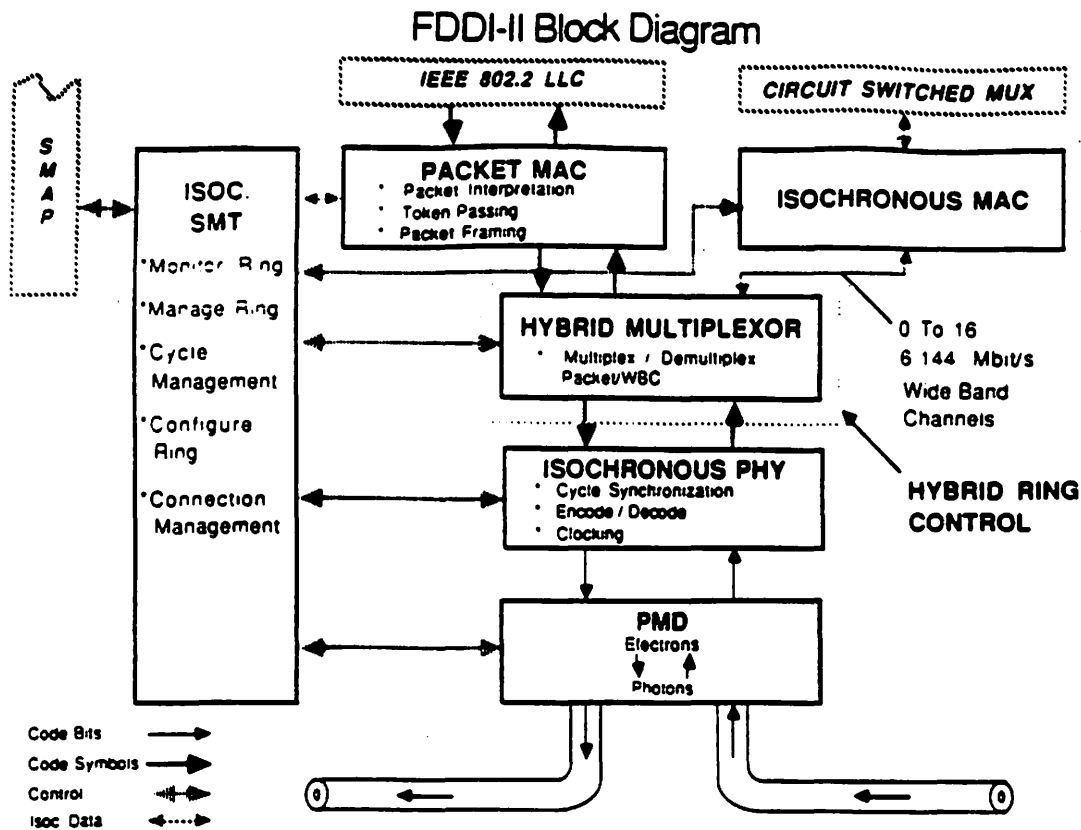 FDDI-II Block Diagram
IEEE 802.2 LLC
CIRCUIT SWITCHED MUX
SMAP
ISOC.
SMT
*Monitor Ring
*Manage Ring
*Cycle
Management
*Configure
Ring
*Connection
Management
PACKET MAC
* Packet Interpretation
* Token Passing
* Packet Framing
ISOCHRONOUS MAC
HYBRID MULTIPLEXOR
* Multiplex / Demultiplex
Packet/WBC
0 To 16
6 144 Mbit/s
Wide Band
Channels
ISOCHRONOUS PHY
* Cycle Synchronization
* Encode / Decode
* Clocking
HYBRID RING
CONTROL
PMD
Electrons
Photons
Code Bits
Code Symbols
Control
Isoc Data